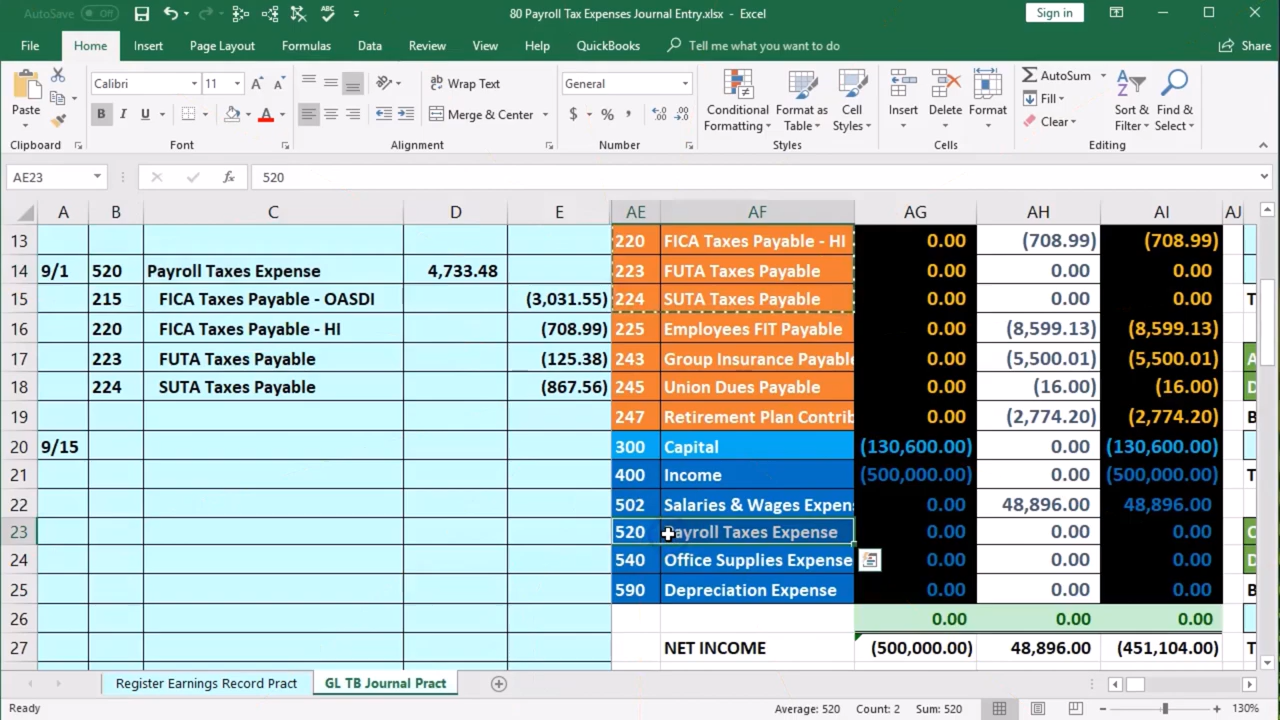 AutoSave Off 80 Payroll Tax Expenses Journal Entry.xlsx - Excel Sign in
File Home Insert Page Layout Formulas Data Review View Help QuickBooks Tell me what you want to do Share
Paste Calibri 11 Wrap Text General Conditional Formatting Format as Table Cell Styles Insert Delete Format AutoSum Sort & Filter Find & Select
B I U Merge & Center $ % , Fill
Clear
Clipboard Font Alignment Number Styles Cells Editing
AE23 fx 520
A B C D E AE AF AG AH AI AJ
13 220 FICA Taxes Payable - HI 0.00 (708.99) (708.99)
14 9/1 520 Payroll Taxes Expense 4,733.48 223 FUTA Taxes Payable 0.00 0.00 0.00
15 215 FICA Taxes Payable - OASDI (3,031.55) 224 SUTA Taxes Payable 0.00 0.00 0.00 T
16 220 FICA Taxes Payable - HI (708.99) 225 Employees FIT Payable 0.00 (8,599.13) (8,599.13)
17 223 FUTA Taxes Payable (125.38) 243 Group Insurance Payable 0.00 (5,500.01) (5,500.01) A
18 224 SUTA Taxes Payable (867.56) 245 Union Dues Payable 0.00 (16.00) (16.00) D
19 247 Retirement Plan Contrib 0.00 (2,774.20) (2,774.20) B
20 9/15 300 Capital (130,600.00) 0.00 (130,600.00)
21 400 Income (500,000.00) 0.00 (500,000.00) T
22 502 Salaries & Wages Expens 0.00 48,896.00 48,896.00
23 520 Payroll Taxes Expense 0.00 0.00 0.00 C
24 540 Office Supplies Expense 0.00 0.00 0.00 D
25 590 Depreciation Expense 0.00 0.00 0.00 B
26 0.00 0.00 0.00
27 NET INCOME (500,000.00) 48,896.00 (451,104.00) T
Register Earnings Record Pract GL TB Journal Pract
Ready Average: 520 Count: 2 Sum: 520 130%